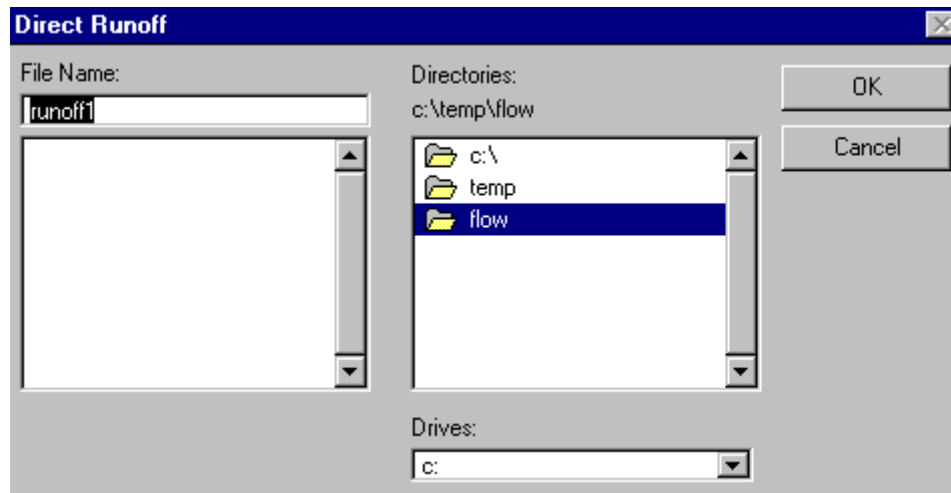 Direct Runoff
File Name:
runoff1
Directories:
c:\temp\flow
c:\
temp
flow
Drives:
c:
OK
Cancel